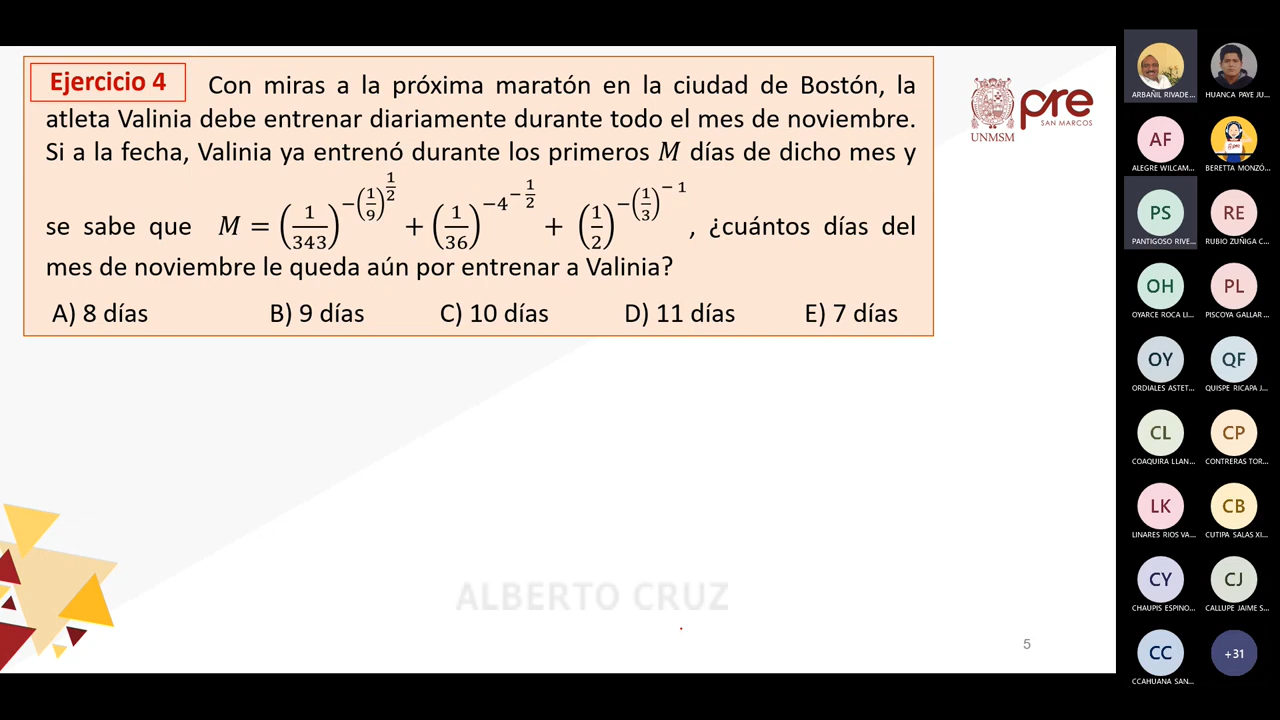 Ejercicio 4 Con miras a la próxima maratón en la ciudad de Bostón, la
atleta Valinia debe entrenar diariamente durante todo el mes de noviembre.
Si a la fecha, Valinia ya entrenó durante los primeros M días de dicho mes y
se sabe que M = (1/343)^{-(1/9)^{1/2}} + (1/36)^{-4^{-1/2}} + (1/2)^{-(1/3)^{-1}}, ¿cuántos días del
mes de noviembre le queda aún por entrenar a Valinia?
A) 8 días B) 9 días C) 10 días D) 11 días E) 7 días
UNMSM
pre
SAN MARCOS
ALBERTO CRUZ
5
ARBAÑIL RIVADE... HUANCA PAYE JU...
AF
ALEGRE WILCAM... BERETTA MONZÓ...
PS RE
PANTIGOSO RIVE... RUBIO ZUÑIGA C...
OH PL
OYARCE ROCA LI... PISCOYA GALLAR...
OY QF
ORDIALES ASTET... QUISPE RICAPA J...
CL CP
COAQUIRA LLAN... CONTRERAS TOR...
LK CB
LINARES RIOS VA... CUTIPA SALAS XI...
CY CJ
CHAUPIS ESPINO... CALLUPE JAIME S...
CC +31
CCAHUANA SAN...